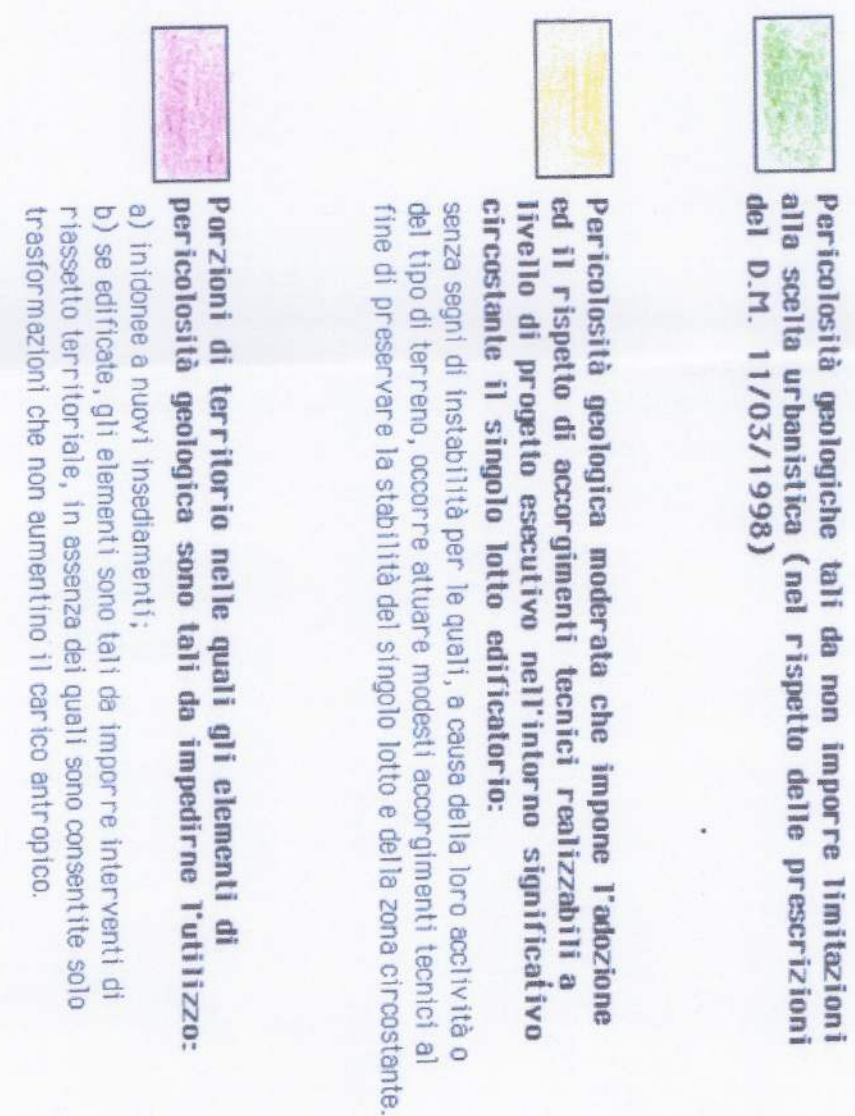 Pericolosità geologiche tali da non imporre limitazioni
alla scelta urbanistica (nel rispetto delle prescrizioni
del D.M. 11/03/1998)
Pericolosità geologica moderata che impone l'adozione
ed il rispetto di accorgimenti tecnici realizzabili a
livello di progetto esecutivo nell'intorno significativo
circostante il singolo lotto edificatorio:
senza segni di instabilità per le quali, a causa della loro acclività o
del tipo di terreno, occorre attuare modesti accorgimenti tecnici al
fine di preservare la stabilità del singolo lotto e della zona circostante.
Porzioni di territorio nelle quali gli elementi di
pericolosità geologica sono tali da impedirne l'utilizzo:
a) inidonee a nuovi insediamenti;
b) se edificate, gli elementi sono tali da imporre interventi di
riassetto territoriale, in assenza dei quali sono consentite solo
trasformazioni che non aumentino il carico antropico.